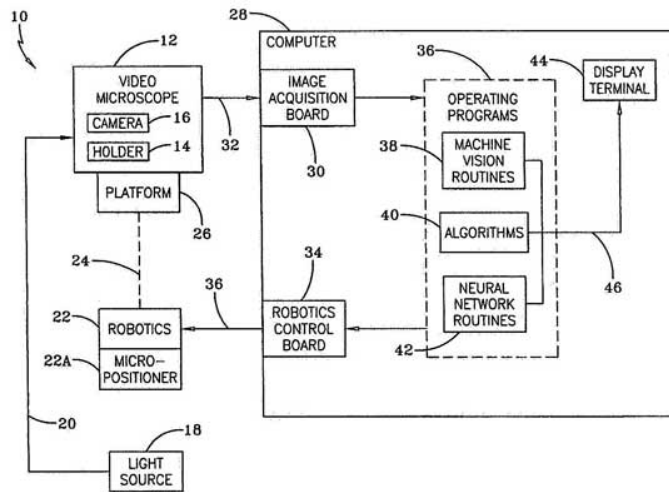 10
12
VIDEO
MICROSCOPE
CAMERA
16
HOLDER
14
PLATFORM
26
32
24
22
ROBOTICS
22A
MICRO-
POSITIONER
20
18
LIGHT
SOURCE
28
COMPUTER
IMAGE
ACQUISITION
BOARD
30
34
ROBOTICS
CONTROL
BOARD
36
36
OPERATING
PROGRAMS
38
MACHINE
VISION
ROUTINES
40
ALGORITHMS
NEURAL
NETWORK
ROUTINES
42
44
DISPLAY
TERMINAL
46